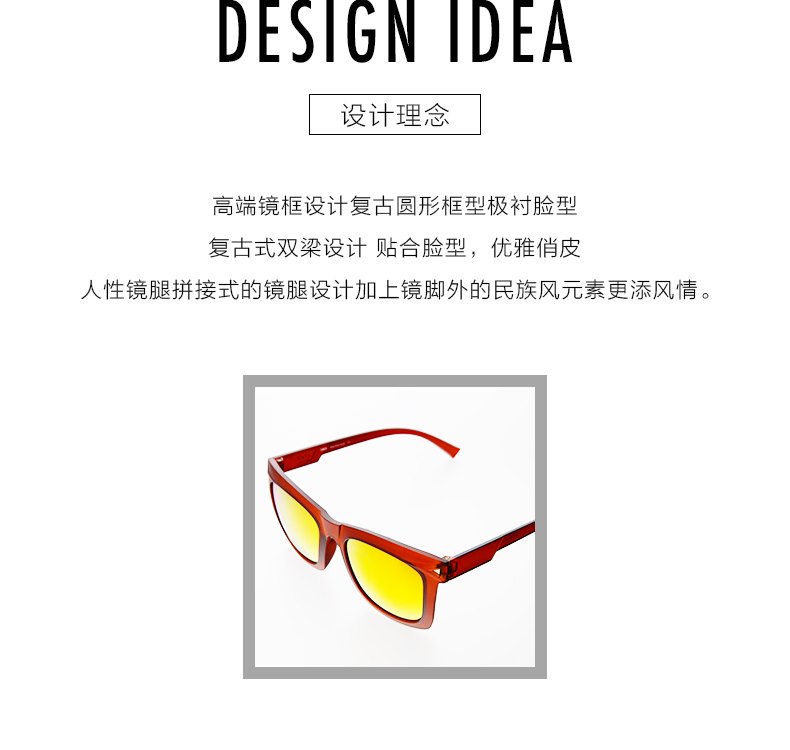 DESIGN IDEA
设计理念
高端镜框设计复古圆形框型极衬脸型
复古式双梁设计 贴合脸型，优雅俏皮
人性镜腿拼接式的镜腿设计加上镜脚外的民族风元素更添风情。